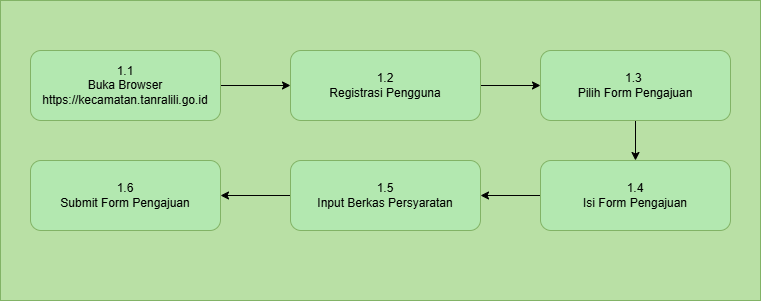 1.1
Buka Browser
https://kecamatan.tanralili.go.id
1.2
Registrasi Pengguna
1.3
Pilih Form Pengajuan
1.4
Isi Form Pengajuan
1.5
Input Berkas Persyaratan
1.6
Submit Form Pengajuan